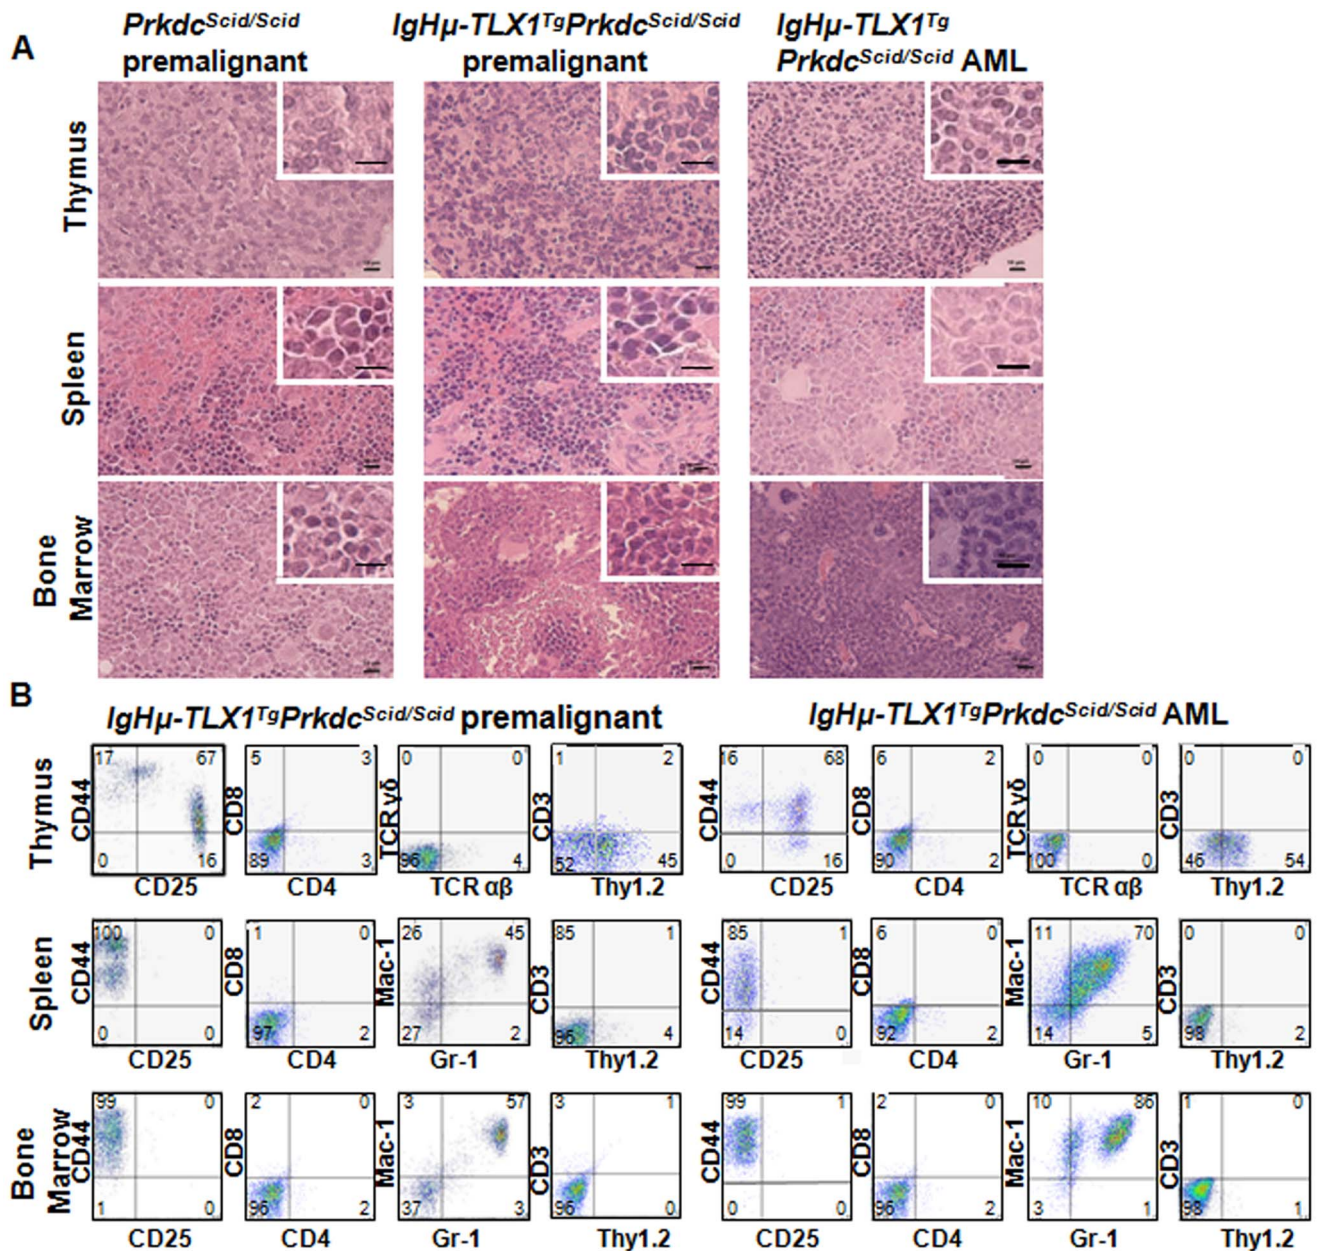 A
Prkdc^Scid/Scid premalignant
IgHμ-TLX1^Tg Prkdc^Scid/Scid premalignant
IgHμ-TLX1^Tg Prkdc^Scid/Scid AML
Thymus
Spleen
Bone Marrow
B
IgHμ-TLX1^Tg Prkdc^Scid/Scid premalignant
IgHμ-TLX1^Tg Prkdc^Scid/Scid AML
Thymus
17 67 0 16 CD44 CD25
5 3 89 3 CD8 CD4
0 0 96 4 TCR γδ TCR αβ
1 2 52 45 CD3 Thy1.2
16 68 0 16 CD44 CD25
6 2 90 2 CD8 CD4
0 0 100 0 TCR γδ TCR αβ
0 0 46 54 CD3 Thy1.2
Spleen
100 0 0 0 CD44 CD25
1 0 97 2 CD8 CD4
26 45 27 2 Mac-1 Gr-1
85 1 96 4 CD3 Thy1.2
85 1 14 0 CD44 CD25
6 0 92 2 CD8 CD4
11 70 14 5 Mac-1 Gr-1
0 0 98 2 CD3 Thy1.2
Bone Marrow
99 0 1 0 CD44 CD25
2 0 96 2 CD8 CD4
3 57 37 3 Mac-1 Gr-1
3 1 96 0 CD3 Thy1.2
99 1 0 0 CD44 CD25
2 0 96 2 CD8 CD4
10 86 3 1 Mac-1 Gr-1
1 0 98 1 CD3 Thy1.2